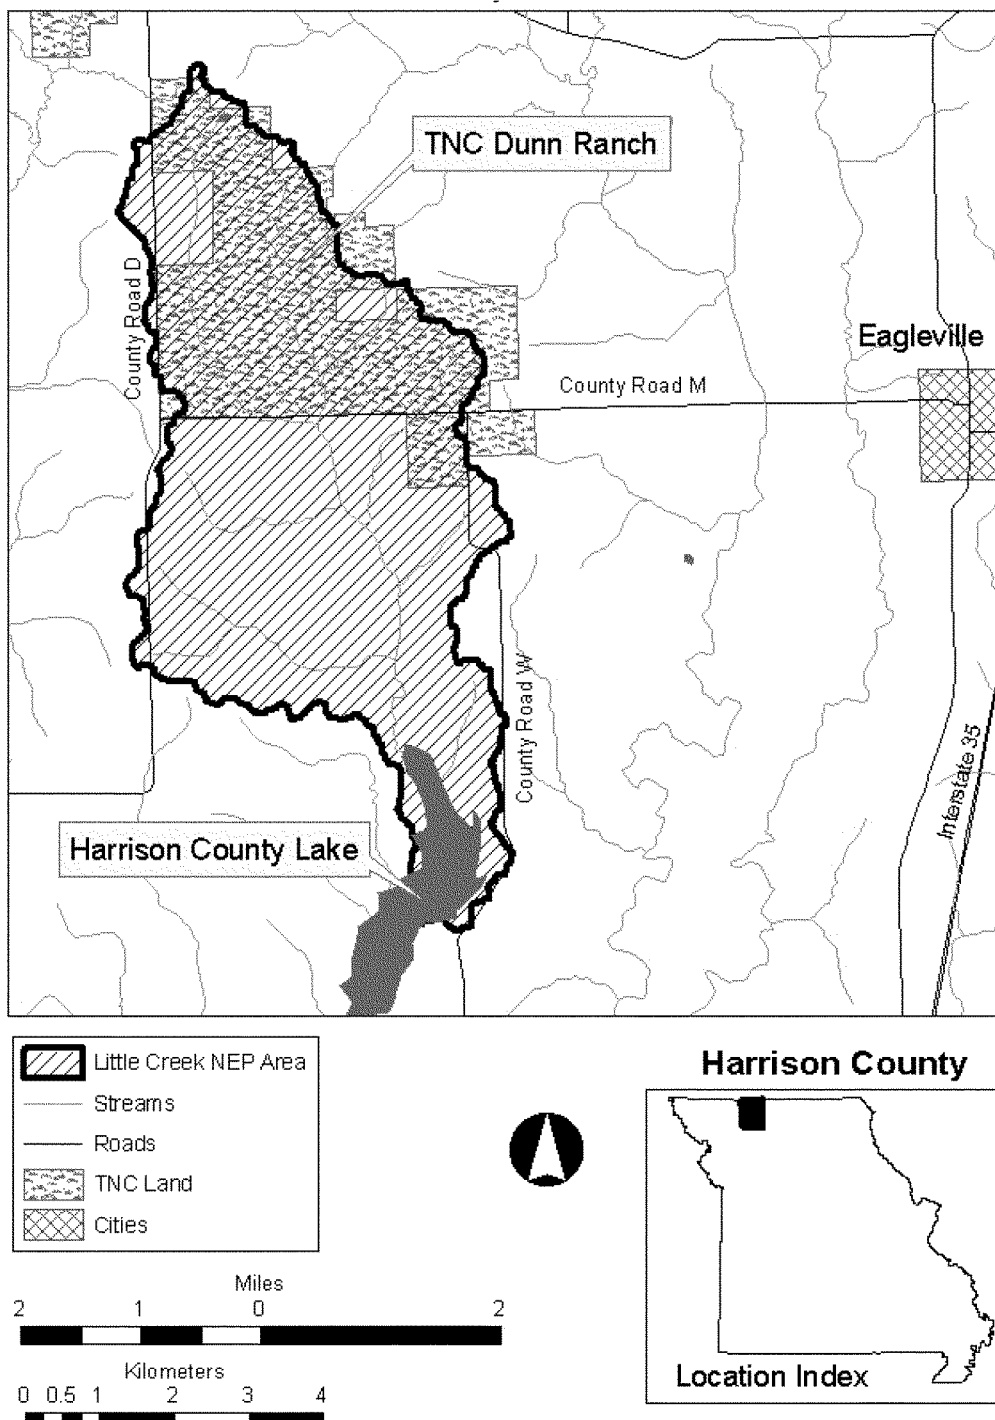 TNC Dunn Ranch
County Road D
Eagleville
County Road M
County Road W
Interstate 35
Harrison County Lake
Little Creek NEP Area
Streams
Roads
TNC Land
Cities
Harrison County
Location Index
Miles
2 1 0 2
Kilometers
0 0.5 1 2 3 4